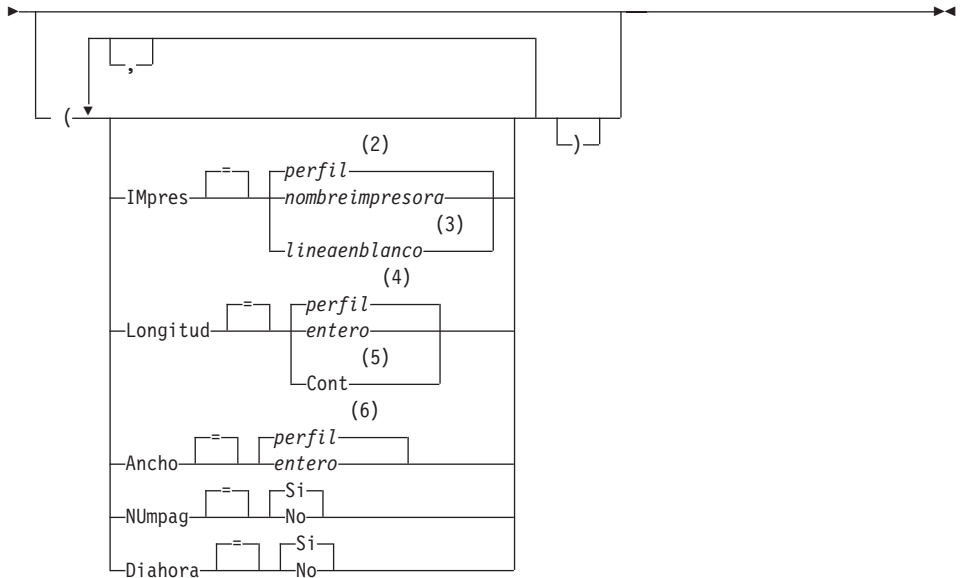 ,
(
)
(2)
IMpres = perfil
nombreimpresora
(3)
lineaenblanco
(4)
Longitud = perfil
entero
(5)
Cont
(6)
Ancho = perfil
entero
NUmpag = Si
No
Diahora = Si
No